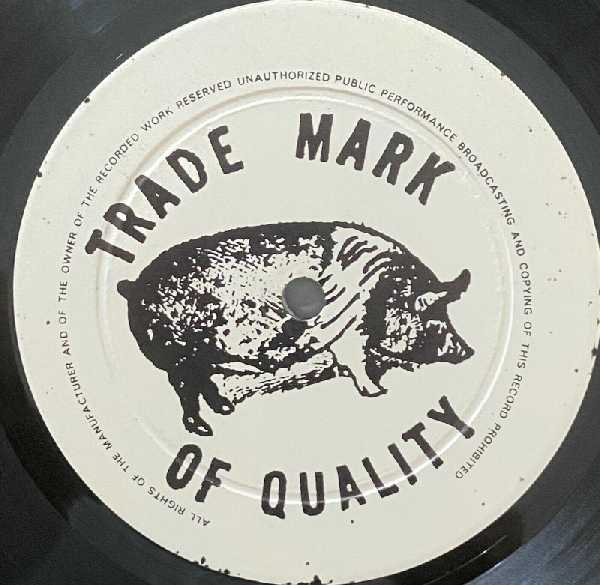 ALL RIGHTS OF THE MANUFACTURER AND OF THE OWNER OF THE RECORDED WORK RESERVED UNAUTHORIZED PUBLIC PERFORMANCE BROADCASTING AND COPYING OF THIS RECORD PROHIBITED
TRADE MARK
OF QUALITY